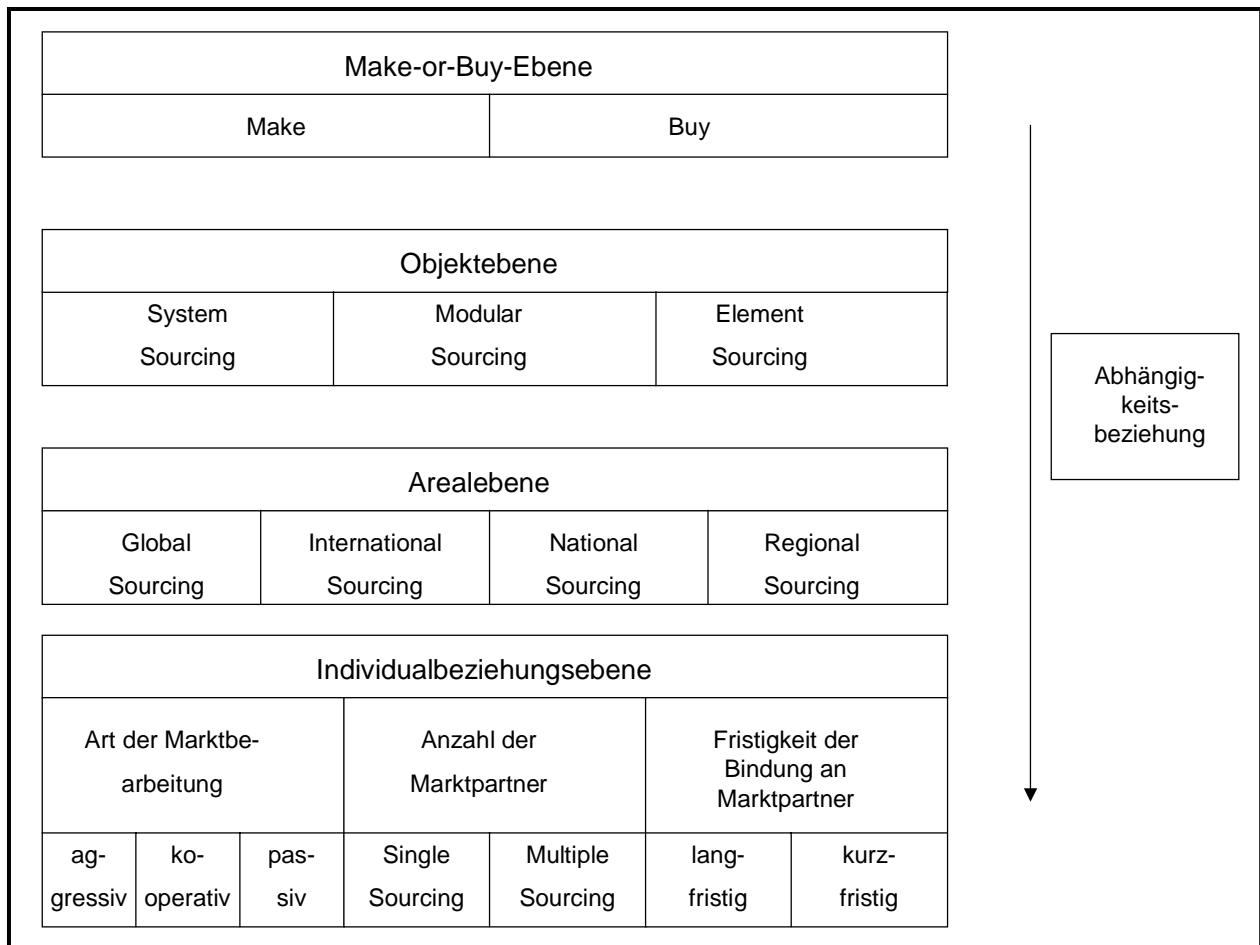 Make-or-Buy-Ebene
Make Buy
Objektebene
System Modular Element
Sourcing Sourcing Sourcing
Abhängig-
keits-
beziehung
Arealebene
Global International National Regional
Sourcing Sourcing Sourcing Sourcing
Individualbeziehungsebene
Art der Marktbe-
arbeitung
Anzahl der
Marktpartner
Fristigkeit der
Bindung an
Marktpartner
ag-
gressiv
ko-
operativ
pas-
siv
Single
Sourcing
Multiple
Sourcing
lang-
fristig
kurz-
fristig